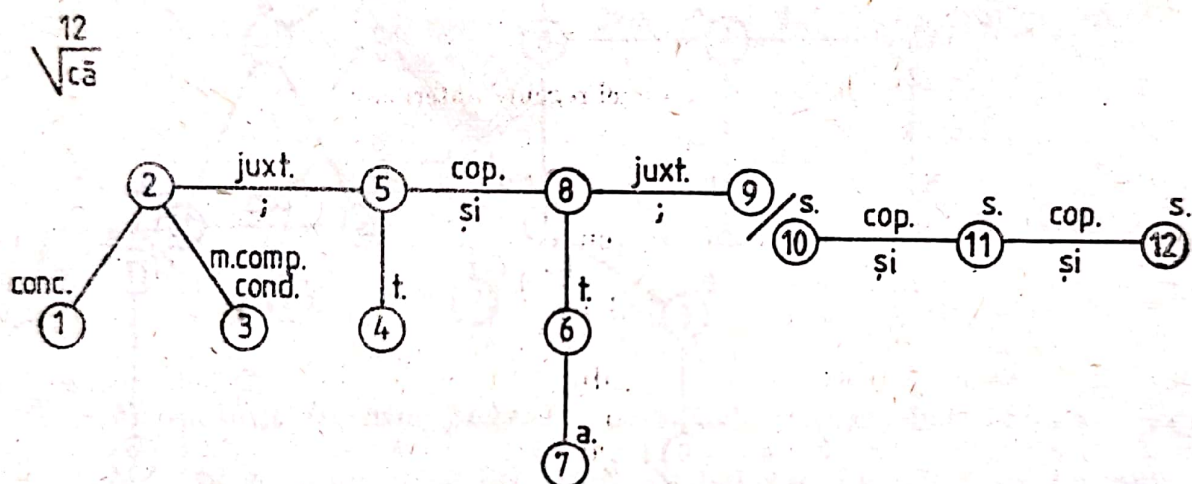 12
√că
juxt. cop. juxt.
2 5 8 9
; și ;
s. cop. s. cop. s.
10 11 12
și și
m.comp.
conc. cond. t. t.
1 3 4 6
a.
7